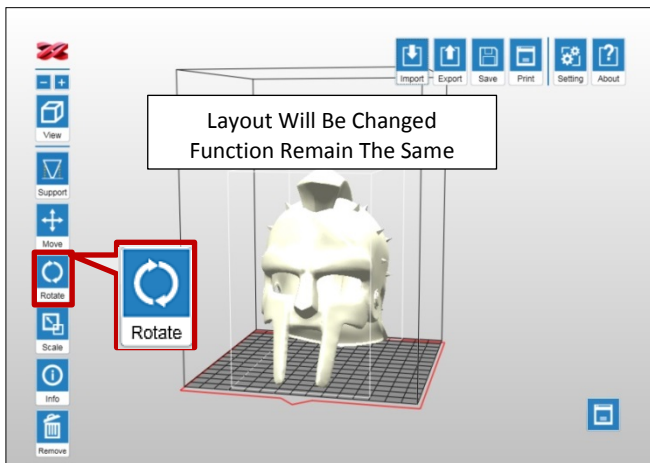 Import Export Save Print Setting About
View
Layout Will Be Changed
Function Remain The Same
Support
Move
Rotate
Rotate
Scale
Info
Remove